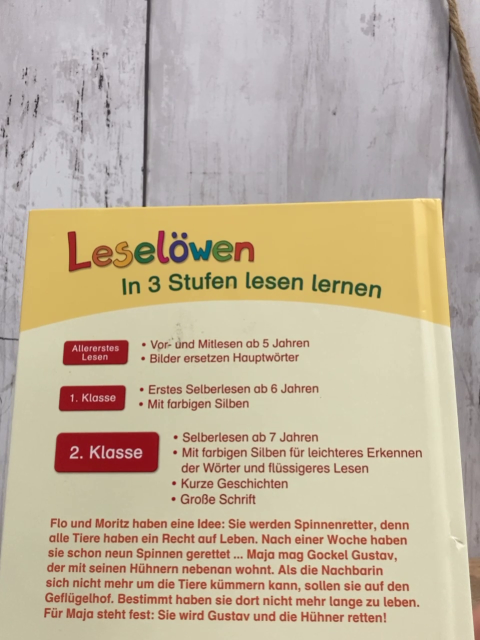 Leselöwen
In 3 Stufen lesen lernen
Allererstes
Lesen
• Vor- und Mitlesen ab 5 Jahren
• Bilder ersetzen Hauptwörter
1. Klasse
• Erstes Selberlesen ab 6 Jahren
• Mit farbigen Silben
2. Klasse
• Selberlesen ab 7 Jahren
• Mit farbigen Silben für leichteres Erkennen
der Wörter und flüssigeres Lesen
• Kurze Geschichten
• Große Schrift
Flo und Moritz haben eine Idee: Sie werden Spinnenretter, denn
alle Tiere haben ein Recht auf Leben. Nach einer Woche haben
sie schon neun Spinnen gerettet ... Maja mag Gockel Gustav,
der mit seinen Hühnern nebenan wohnt. Als die Nachbarin
sich nicht mehr um die Tiere kümmern kann, sollen sie auf den
Geflügelhof. Bestimmt haben sie dort nicht mehr lange zu leben.
Für Maja steht fest: Sie wird Gustav und die Hühner retten!